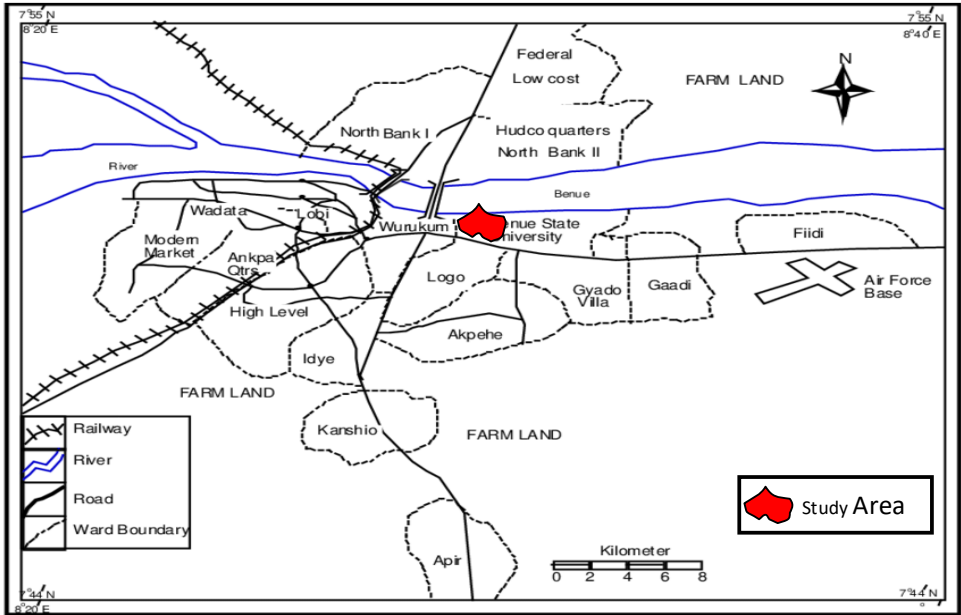 7°55 N
8°20 E
7°55 N
8°40 E
Federal
Low cost
FARM LAND
N
North Bank I
Hudco quarters
North Bank II
River
Benue
Wadata
Lobi
Wurukum
enue State
niversity
Fiidi
Modern
Market
Ankpa
Qtrs
Logo
Gyado
Villa
Gaadi
Air Force
Base
High Level
Akpehe
Idye
FARM LAND
Kanshio
FARM LAND
Railway
River
Road
Ward Boundary
Study Area
Apir
Kilometer
0 2 4 6 8
7°44 N
8°20 E
7°44 N